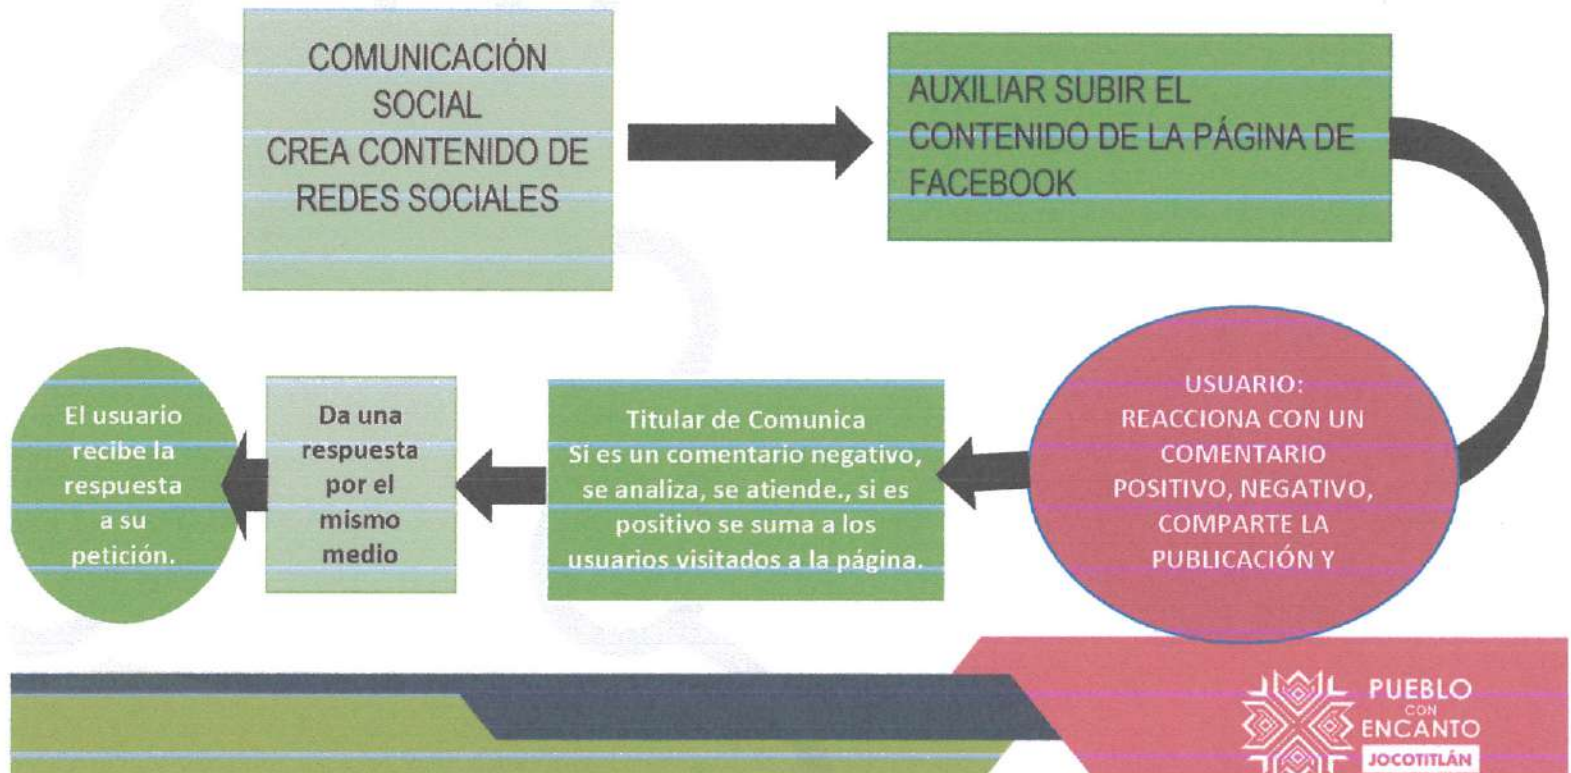 COMUNICACIÓN
SOCIAL
CREA CONTENIDO DE
REDES SOCIALES
AUXILIAR SUBIR EL
CONTENIDO DE LA PÁGINA DE
FACEBOOK
USUARIO:
REACCIONA CON UN
COMENTARIO
POSITIVO, NEGATIVO,
COMPARTE LA
PUBLICACIÓN Y
Titular de Comunica
Si es un comentario negativo,
se analiza, se atiende., si es
positivo se suma a los
usuarios visitados a la página.
Da una
respuesta
por el
mismo
medio
El usuario
recibe la
respuesta
a su
petición.
PUEBLO
CON
ENCANTO
JOCOTITLÁN